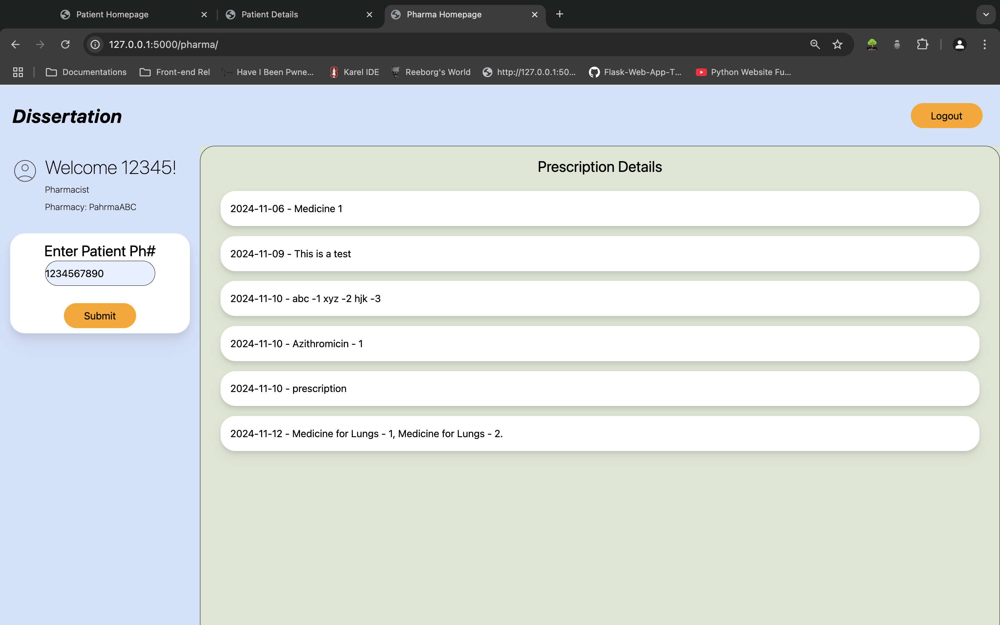 Patient Homepage
Patient Details
Pharma Homepage
127.0.0.1:5000/pharma/
Documentations
Front-end Rel
Have I Been Pwne...
Karel IDE
Reeborg's World
http://127.0.0.1:50...
Flask-Web-App-T...
Python Website Fu...
HTML
Dissertation
Logout
Welcome 12345!
Pharmacist
Pharmacy: PahrmaABC
Enter Patient Ph#
1234567890
Submit
Prescription Details
2024-11-06 - Medicine 1
2024-11-09 - This is a test
2024-11-10 - abc -1 xyz -2 hjk -3
2024-11-10 - Azithromicin - 1
2024-11-10 - prescription
2024-11-12 - Medicine for Lungs - 1, Medicine for Lungs - 2.